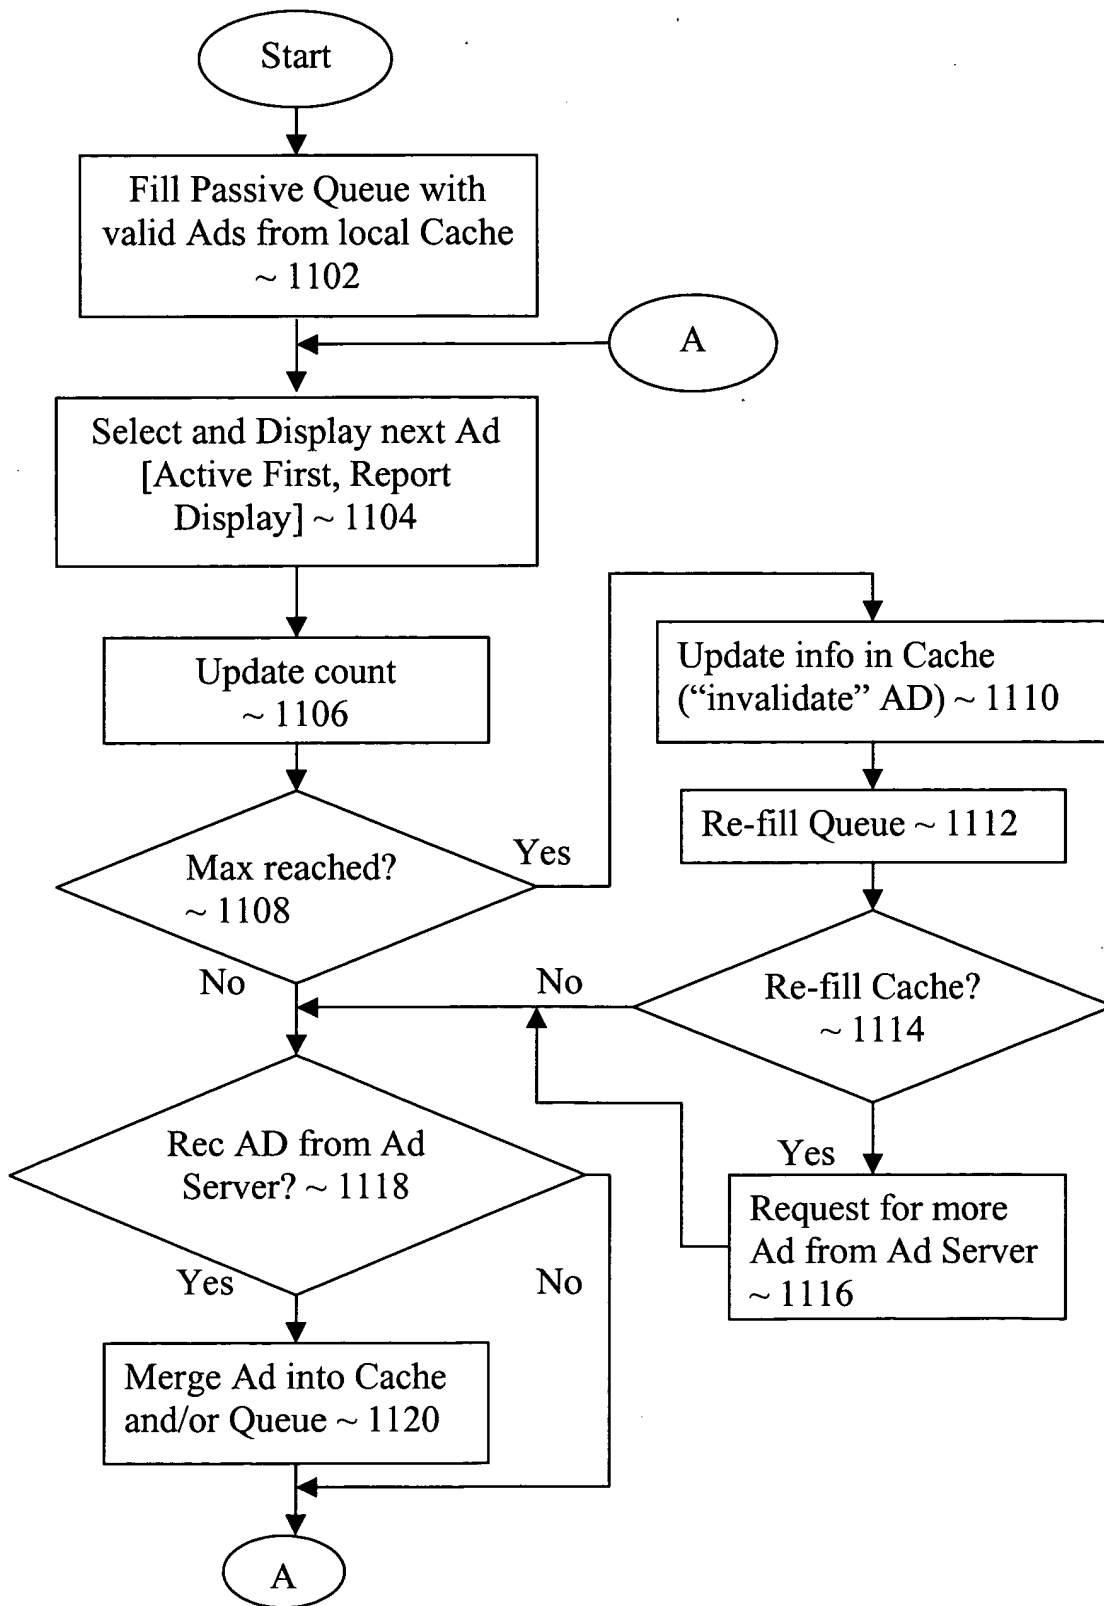 Start
Fill Passive Queue with
valid Ads from local Cache
~ 1102
A
Select and Display next Ad
[Active First, Report
Display] ~ 1104
Update count
~ 1106
Max reached?
~ 1108
Yes
No
Update info in Cache
(“invalidate” AD) ~ 1110
Re-fill Queue ~ 1112
Re-fill Cache?
~ 1114
No
Yes
Request for more
Ad from Ad Server
~ 1116
Rec AD from Ad
Server? ~ 1118
Yes
No
Merge Ad into Cache
and/or Queue ~ 1120
A